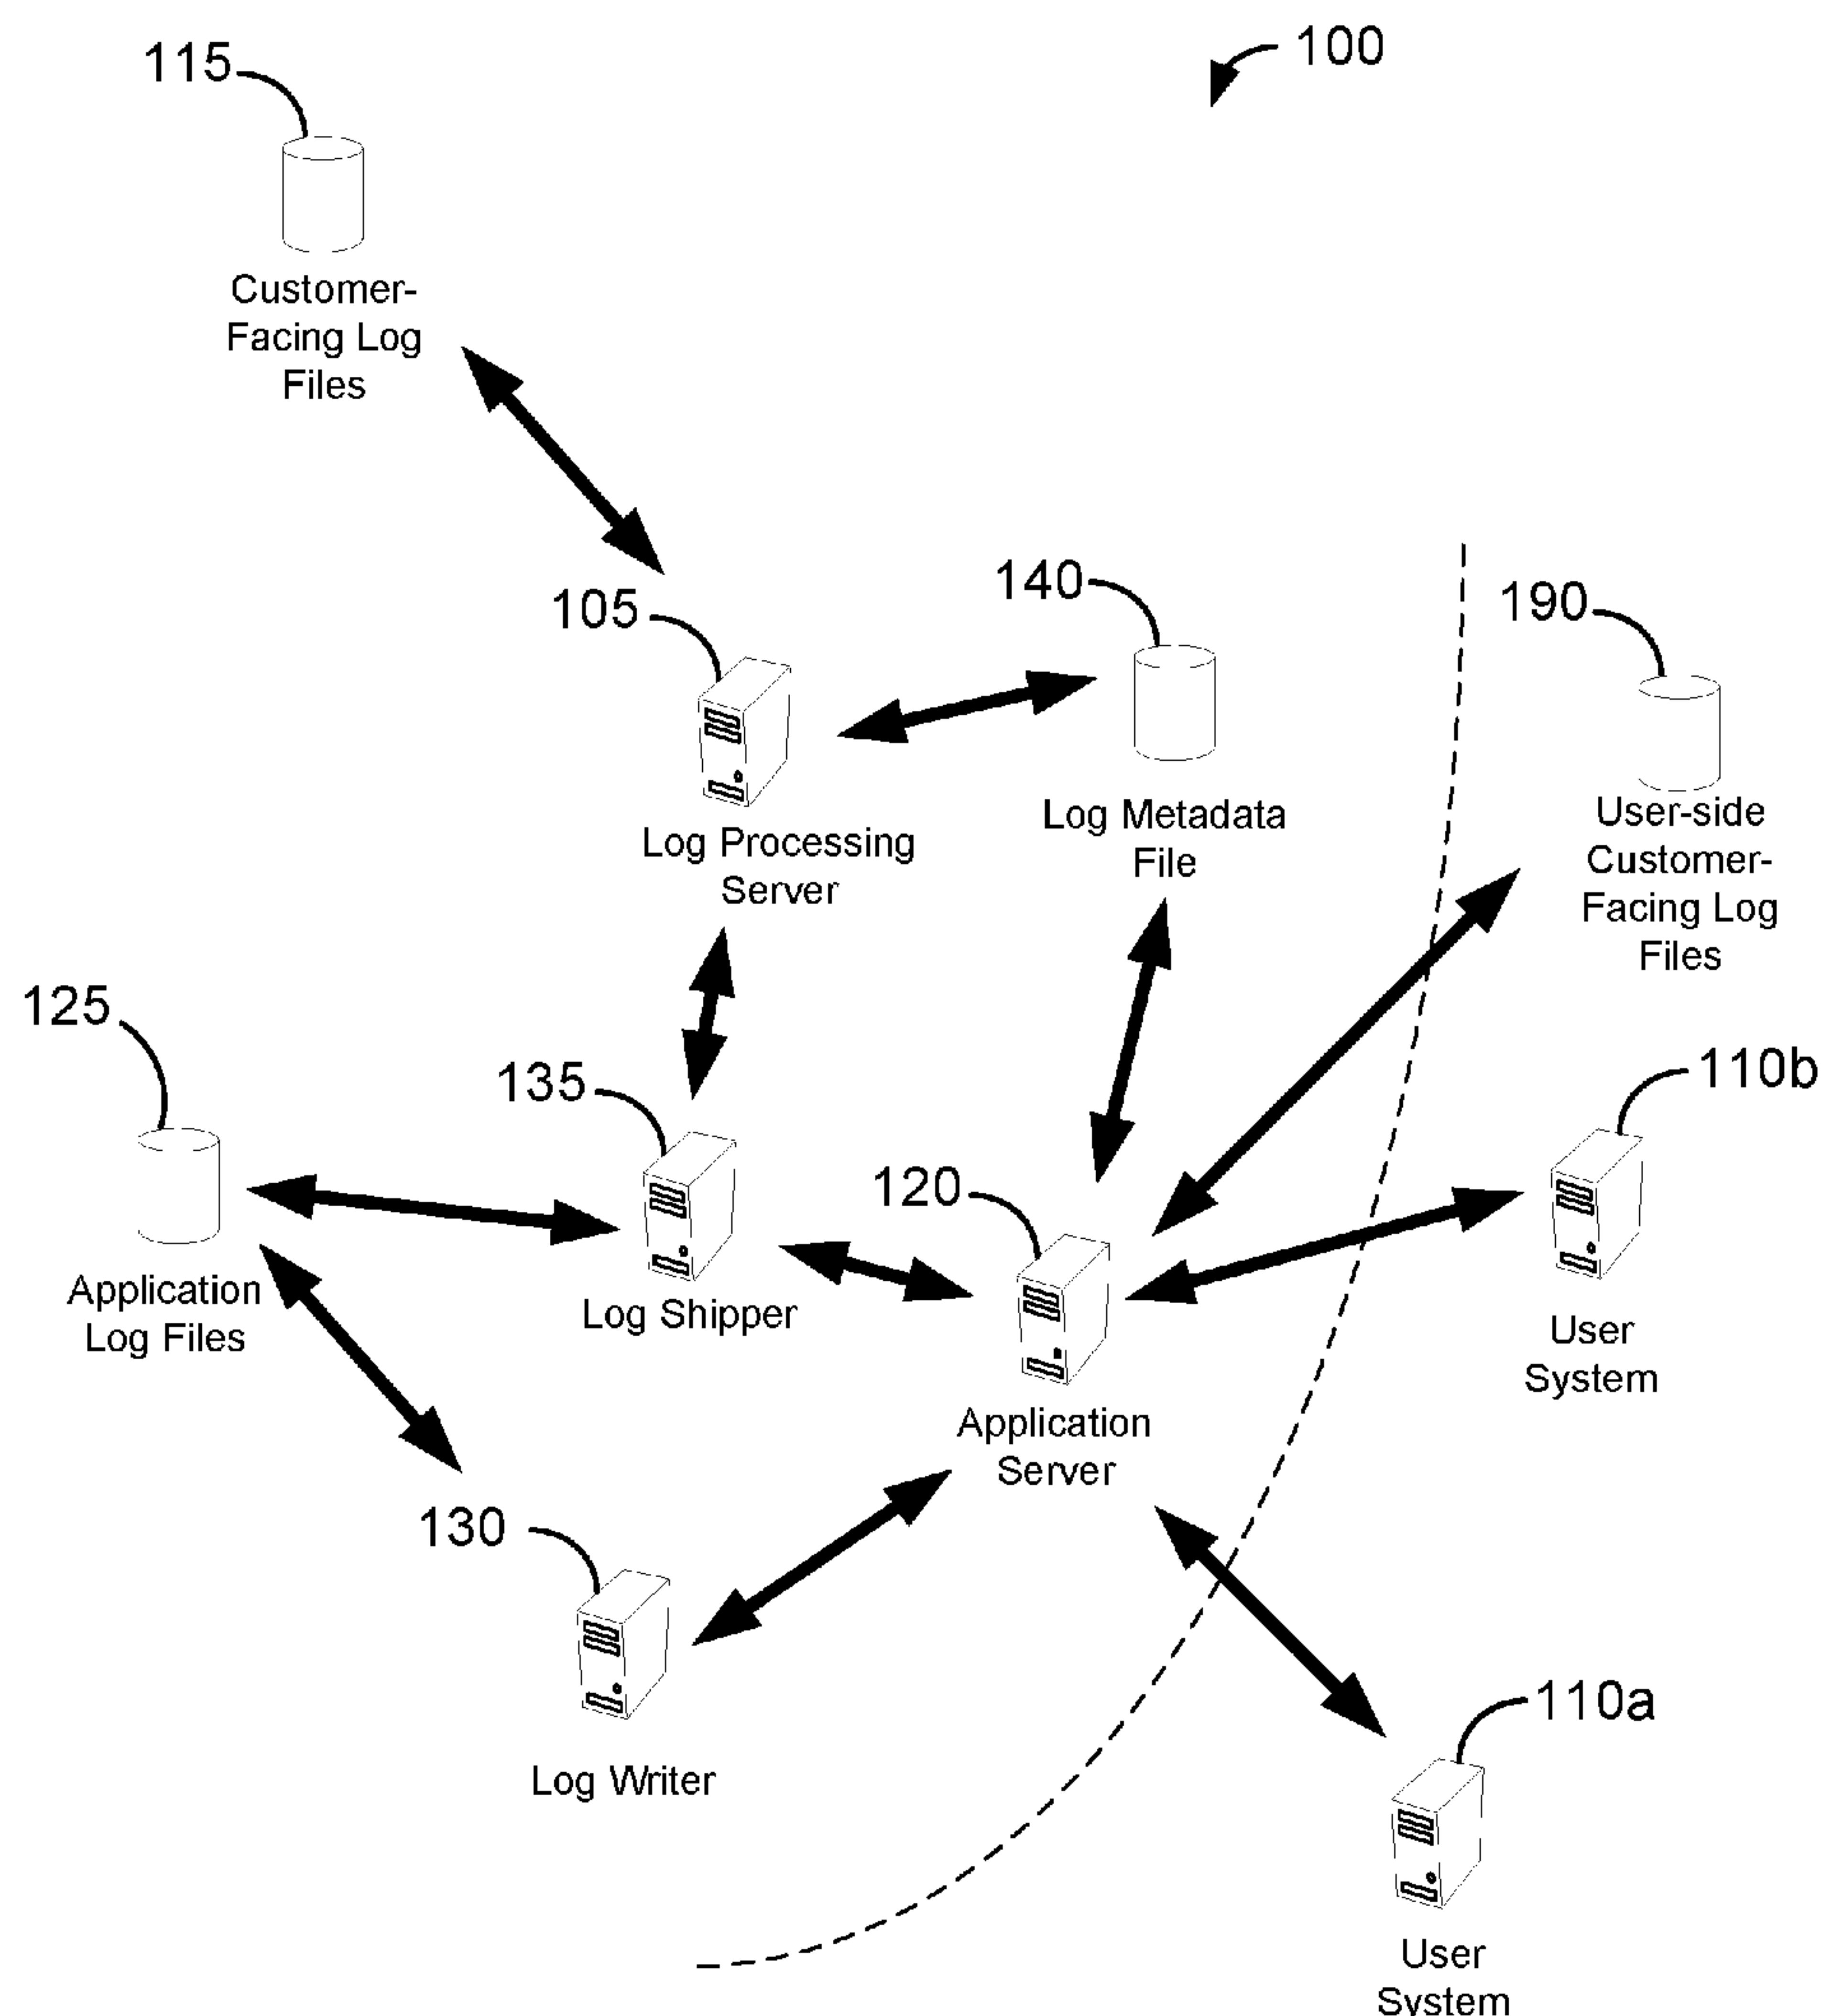 100
115
Customer-
Facing Log
Files
140
105
190
Log Metadata
File
Log Processing
Server
User-side
Customer-
Facing Log
Files
125
135
110b
120
Application
Log Files
Log Shipper
User
System
Application
Server
130
110a
Log Writer
User
System